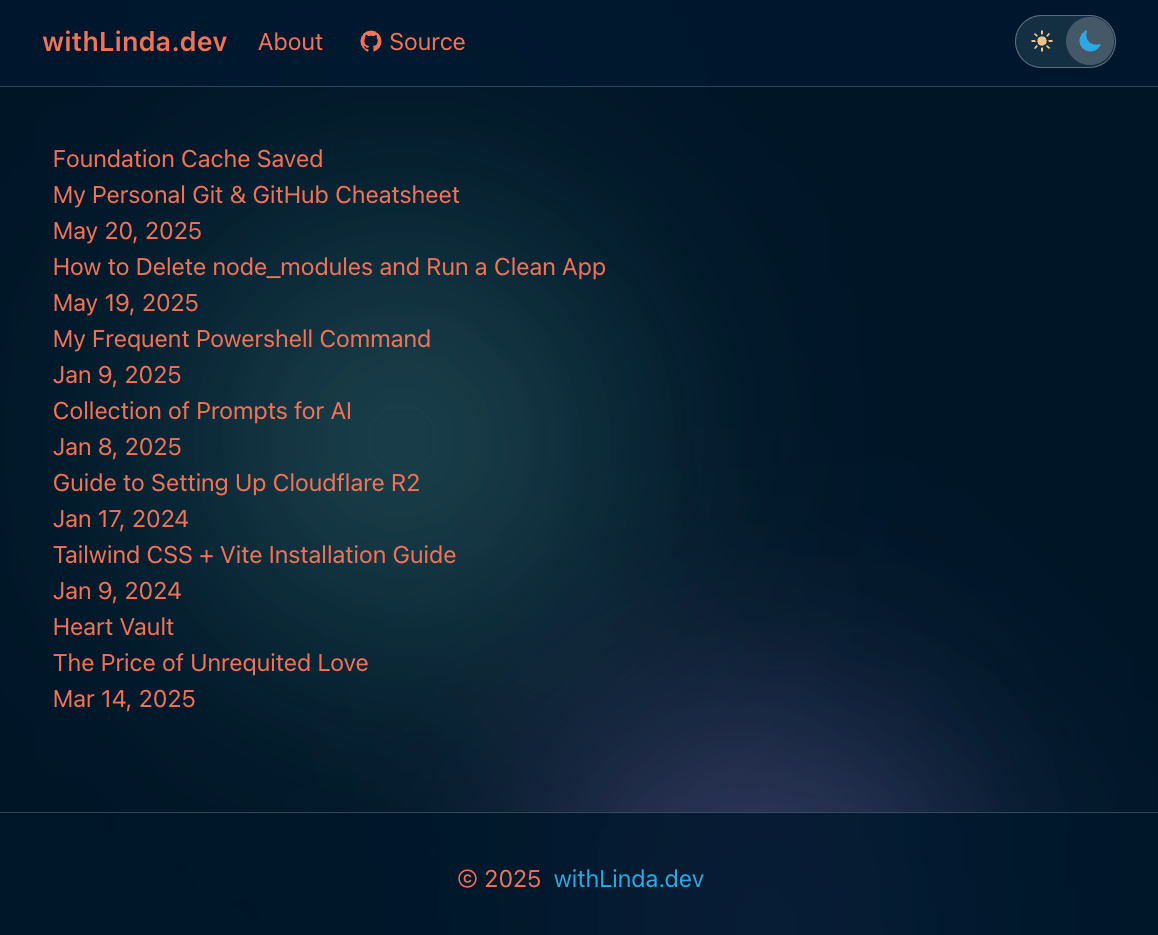 withLinda.dev About Source
Foundation Cache Saved
My Personal Git & GitHub Cheatsheet
May 20, 2025
How to Delete node_modules and Run a Clean App
May 19, 2025
My Frequent Powershell Command
Jan 9, 2025
Collection of Prompts for AI
Jan 8, 2025
Guide to Setting Up Cloudflare R2
Jan 17, 2024
Tailwind CSS + Vite Installation Guide
Jan 9, 2024
Heart Vault
The Price of Unrequited Love
Mar 14, 2025
© 2025 withLinda.dev